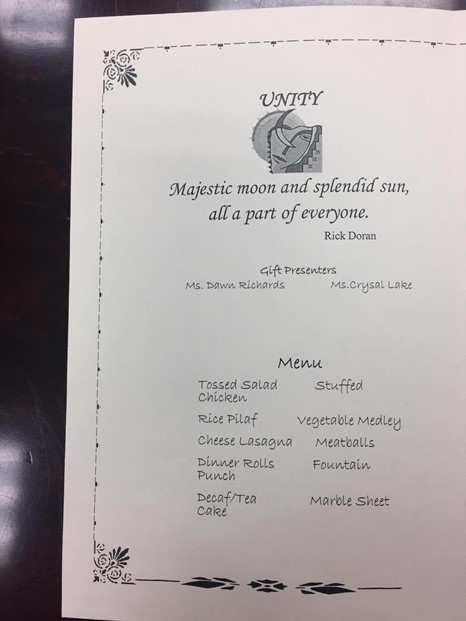 UNITY
Majestic moon and splendid sun,
all a part of everyone.
Rick Doran
Gift Presenters
Ms. Dawn Richards Ms.Crysal Lake
Menu
Tossed Salad Stuffed
Chicken
Rice Pilaf Vegetable Medley
Cheese Lasagna Meatballs
Dinner Rolls Fountain
Punch
Decaf/Tea Marble Sheet
Cake